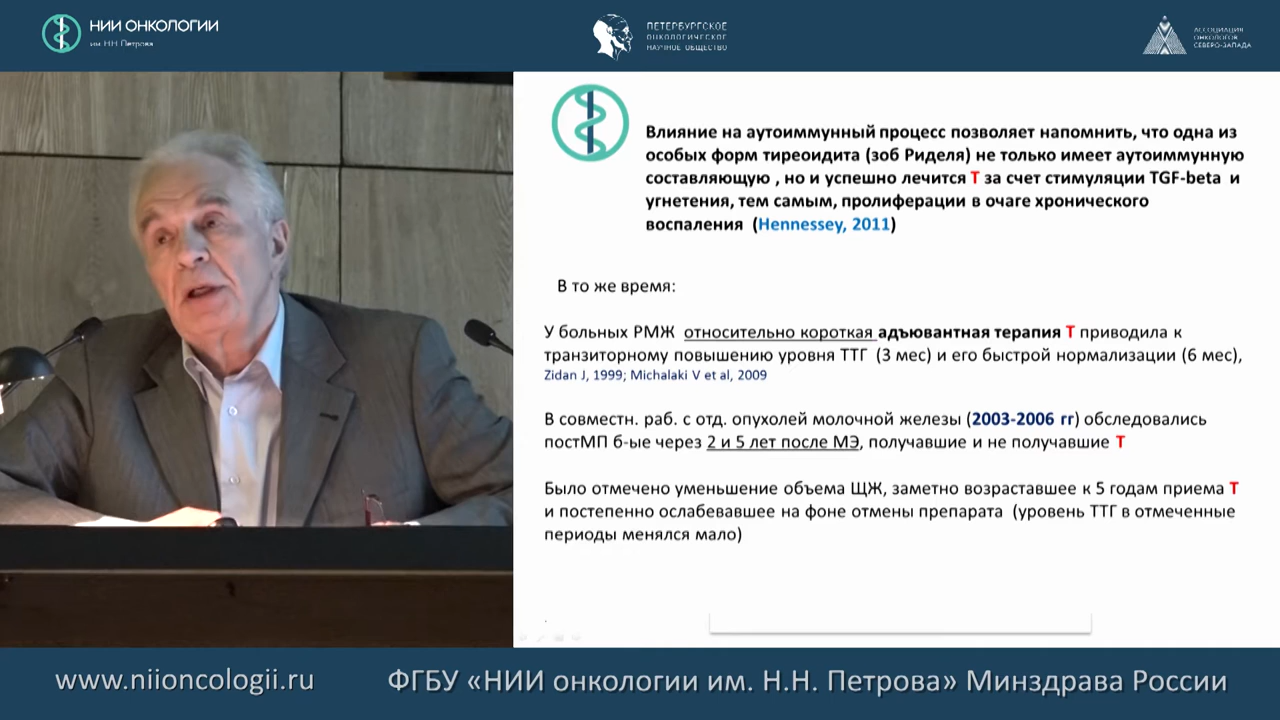 НИИ ОНКОЛОГИИ
им. Н.Н. Петрова
ПЕТЕРБУРГСКОЕ
ОНКОЛОГИЧЕСКОЕ
НАУЧНОЕ ОБЩЕСТВО
АССОЦИАЦИЯ
ОНКОЛОГОВ
СЕВЕРО-ЗАПАДА
Влияние на аутоиммунный процесс позволяет напомнить, что одна из
особых форм тиреоидита (зоб Риделя) не только имеет аутоиммунную
составляющую , но и успешно лечится Т за счет стимуляции TGF-beta и
угнетения, тем самым, пролиферации в очаге хронического
воспаления (Hennessey, 2011)
В то же время:
У больных РМЖ относительно короткая адъювантная терапия Т приводила к
транзиторному повышению уровня ТТГ (3 мес) и его быстрой нормализации (6 мес),
Zidan J, 1999; Michalaki V et al, 2009
В совместн. раб. с отд. опухолей молочной железы (2003-2006 гг) обследовались
постМП б-ые через 2 и 5 лет после МЭ, получавшие и не получавшие Т
Было отмечено уменьшение объема ЩЖ, заметно возраставшее к 5 годам приема Т
и постепенно ослабевавшее на фоне отмены препарата (уровень ТТГ в отмеченные
периоды менялся мало)
.
www.niioncologii.ru
ФГБУ «НИИ онкологии им. Н.Н. Петрова» Минздрава России